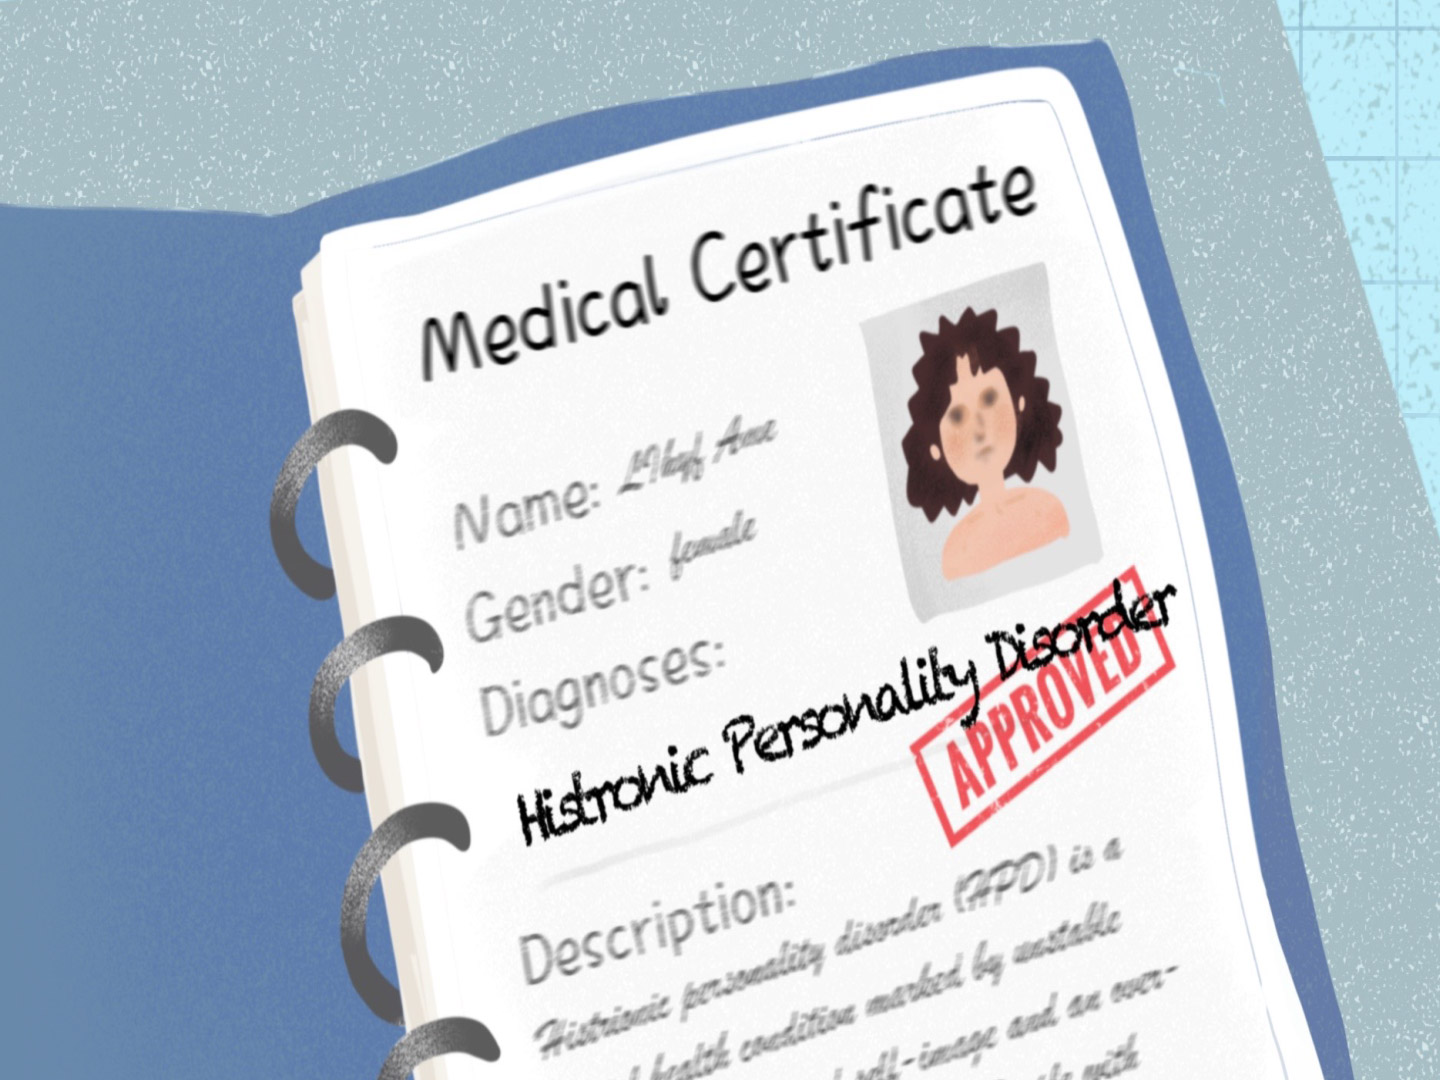 Medical Certificate
Name:
Gender: female
Diagnoses:
Histronic Personality Disorder
APPROVED
Description:
Histrionic personality disorder (HPD) is a
health condition marked by unstable
self-image and an over-
with